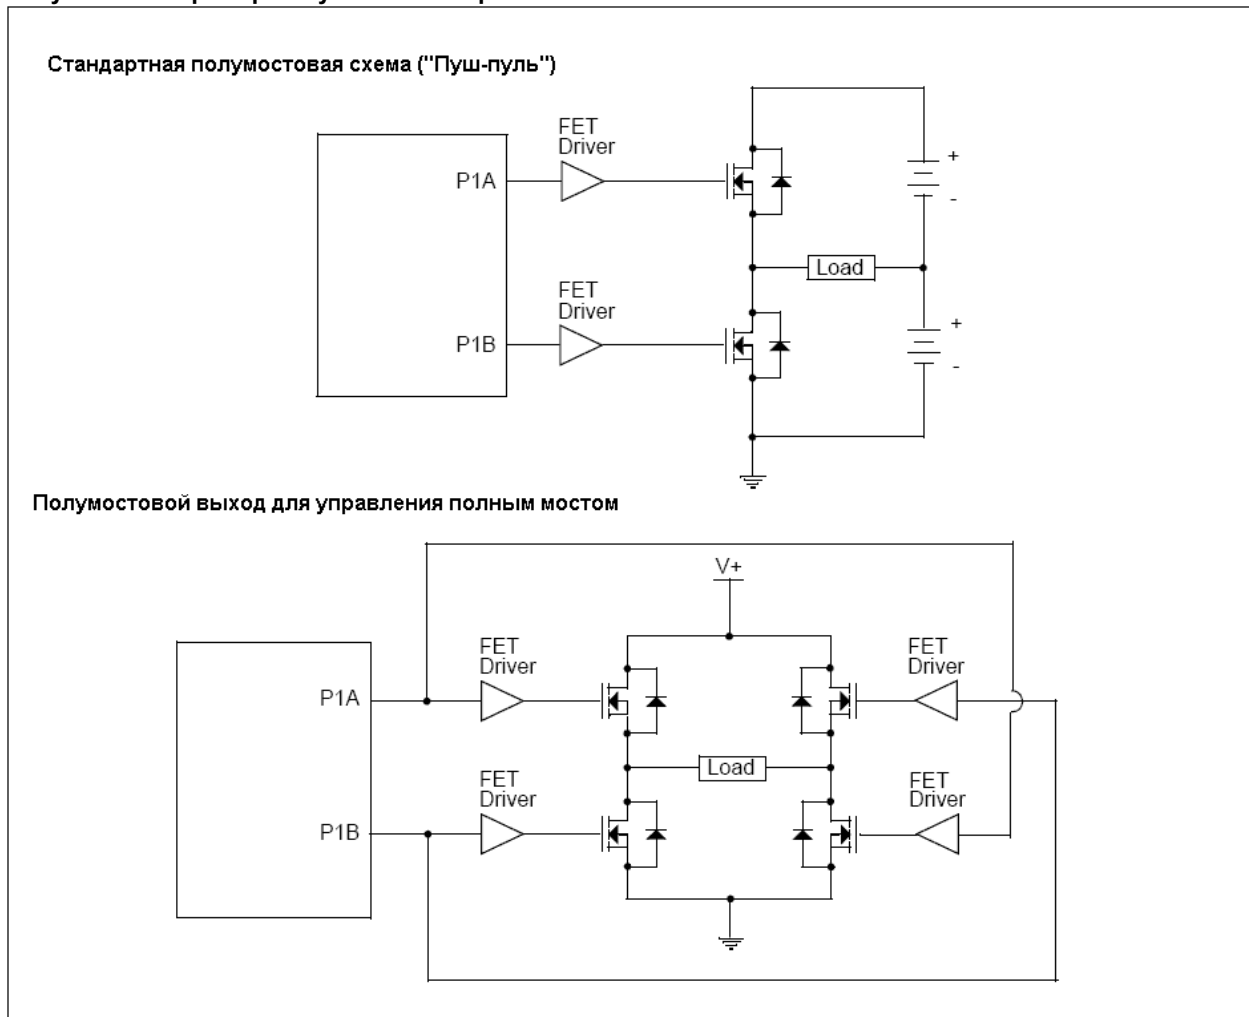 Стандартная полумостовая схема ("Пуш-пуль")
FET
Driver
P1A
+
-
Load
FET
Driver
P1B
+
-
Полумостовой выход для управления полным мостом
V+
FET
Driver
FET
Driver
P1A
Load
FET
Driver
FET
Driver
P1B